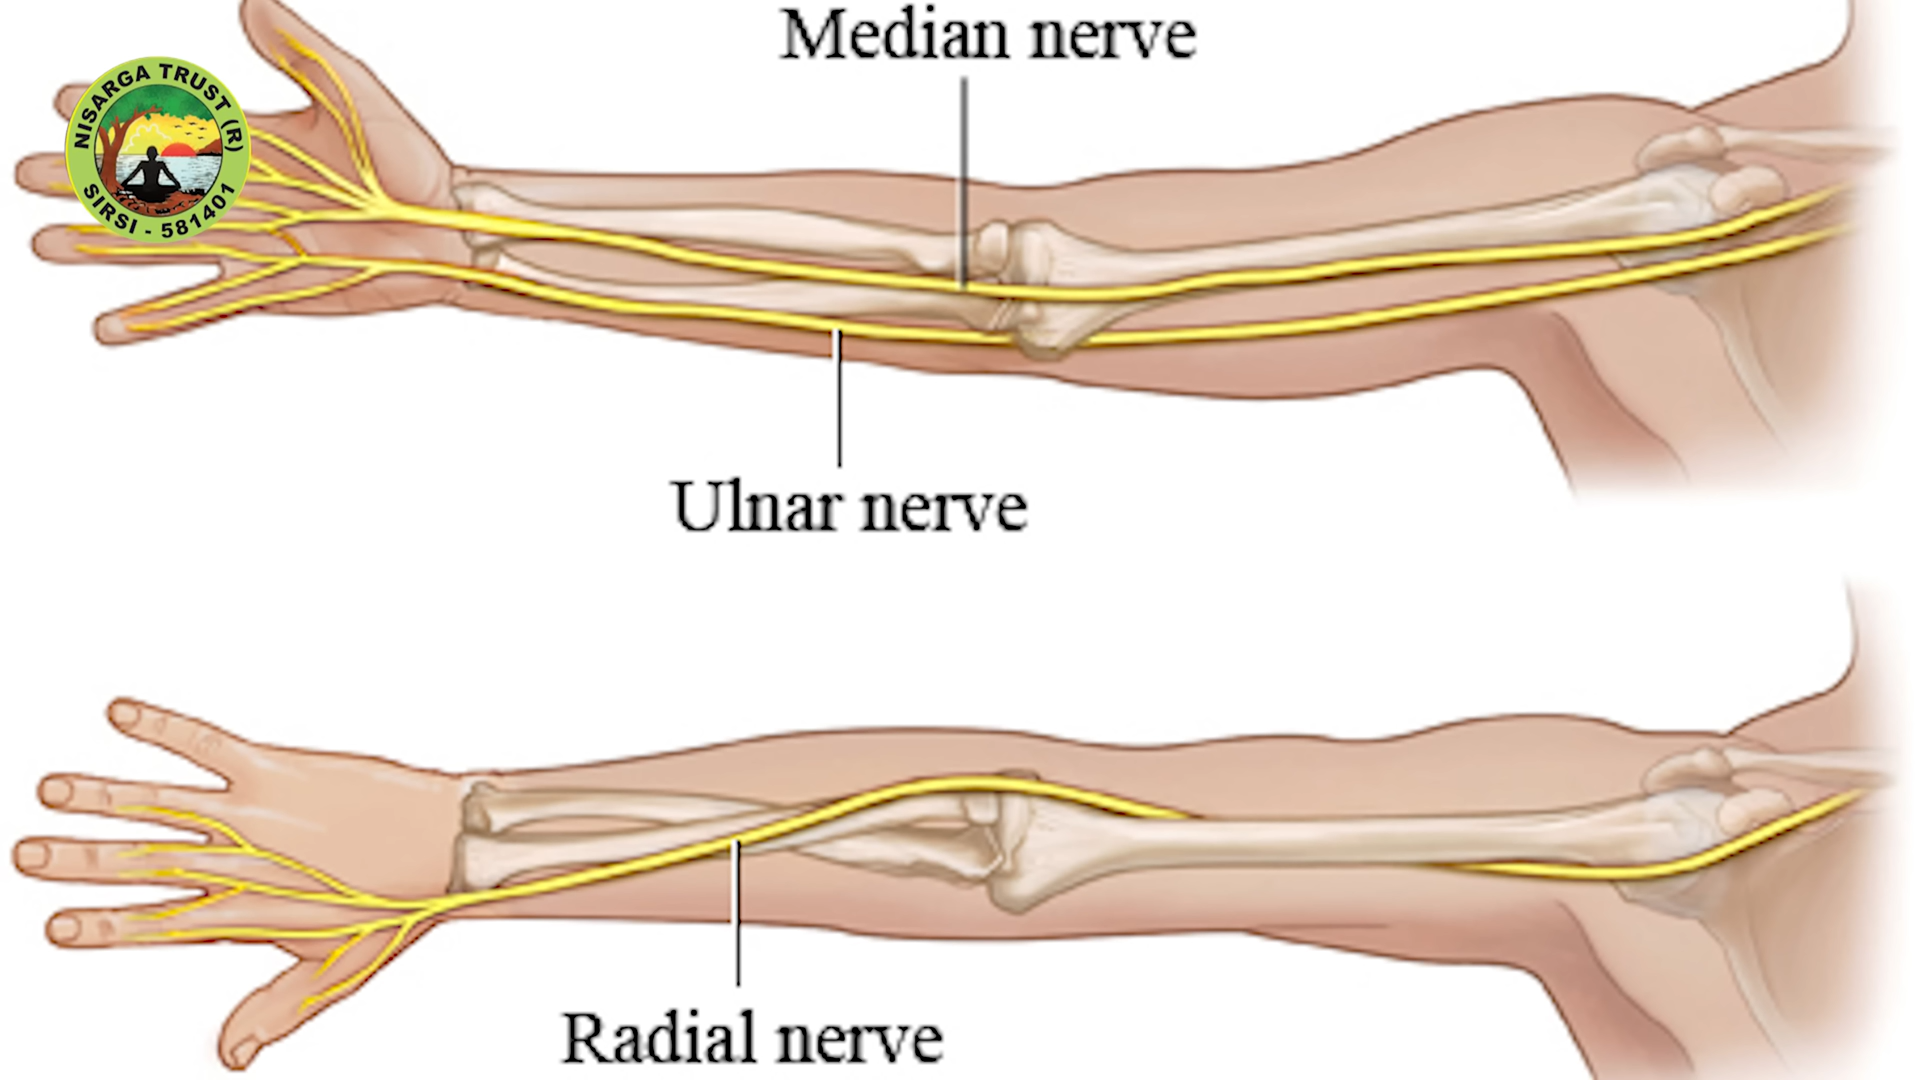 Median nerve
NISARGA TRUST (R)
SIRSI - 581401
Ulnar nerve
Radial nerve